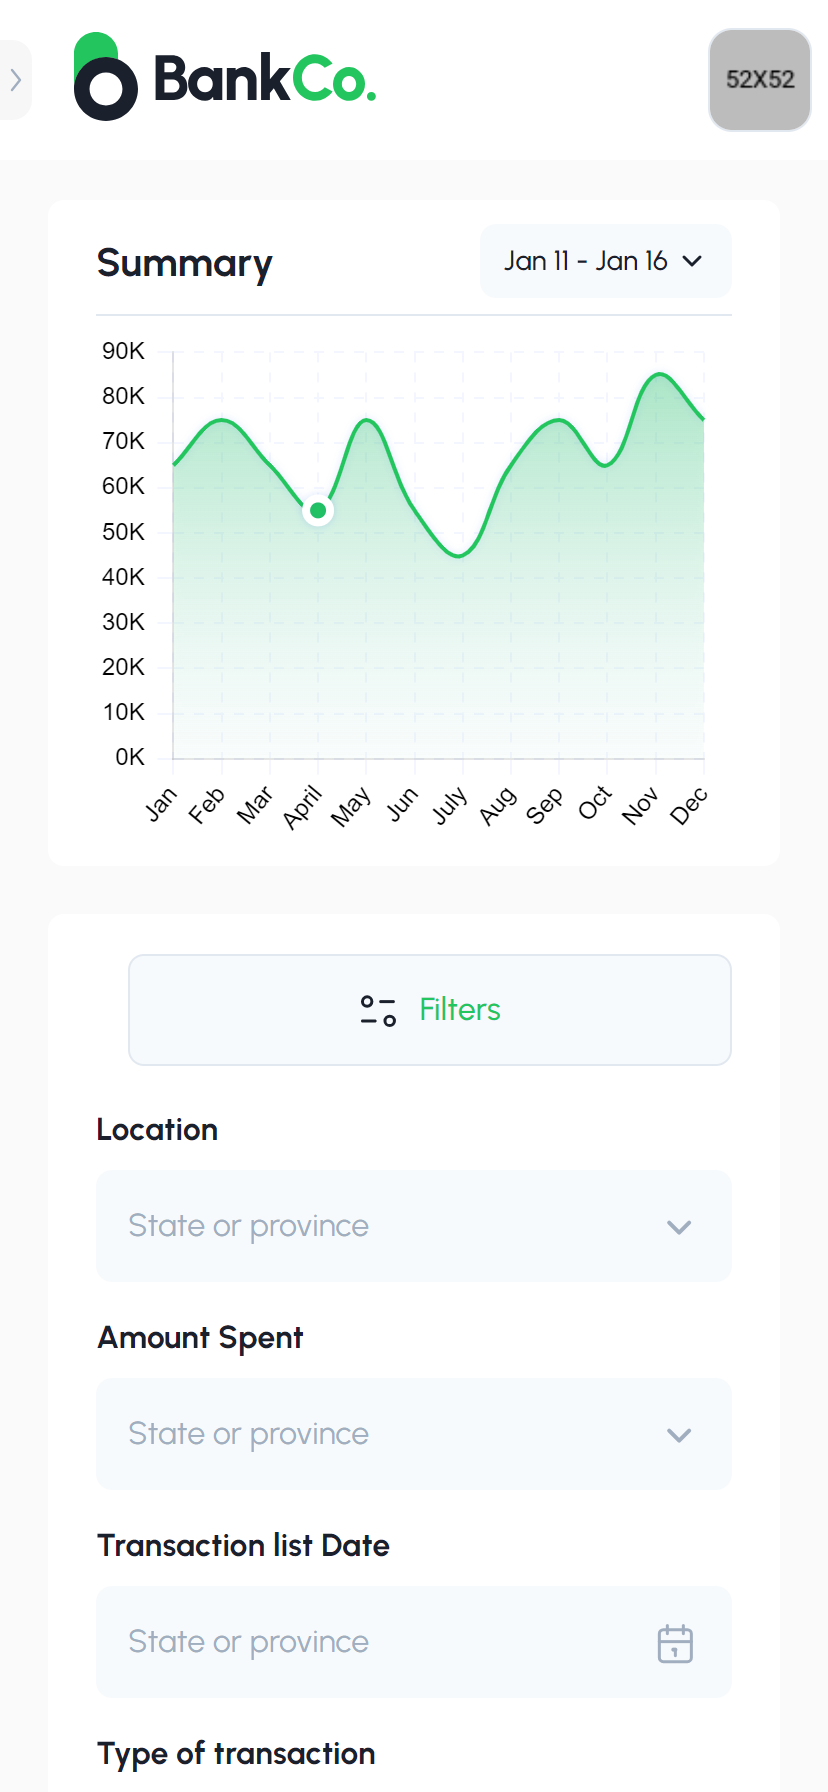 BankCo.
52X52
Summary
Jan 11 - Jan 16
90K
80K
70K
60K
50K
40K
30K
20K
10K
0K
Jan Feb Mar April May Jun July Aug Sep Oct Nov Dec
Filters
Location
State or province
Amount Spent
State or province
Transaction list Date
State or province
Type of transaction